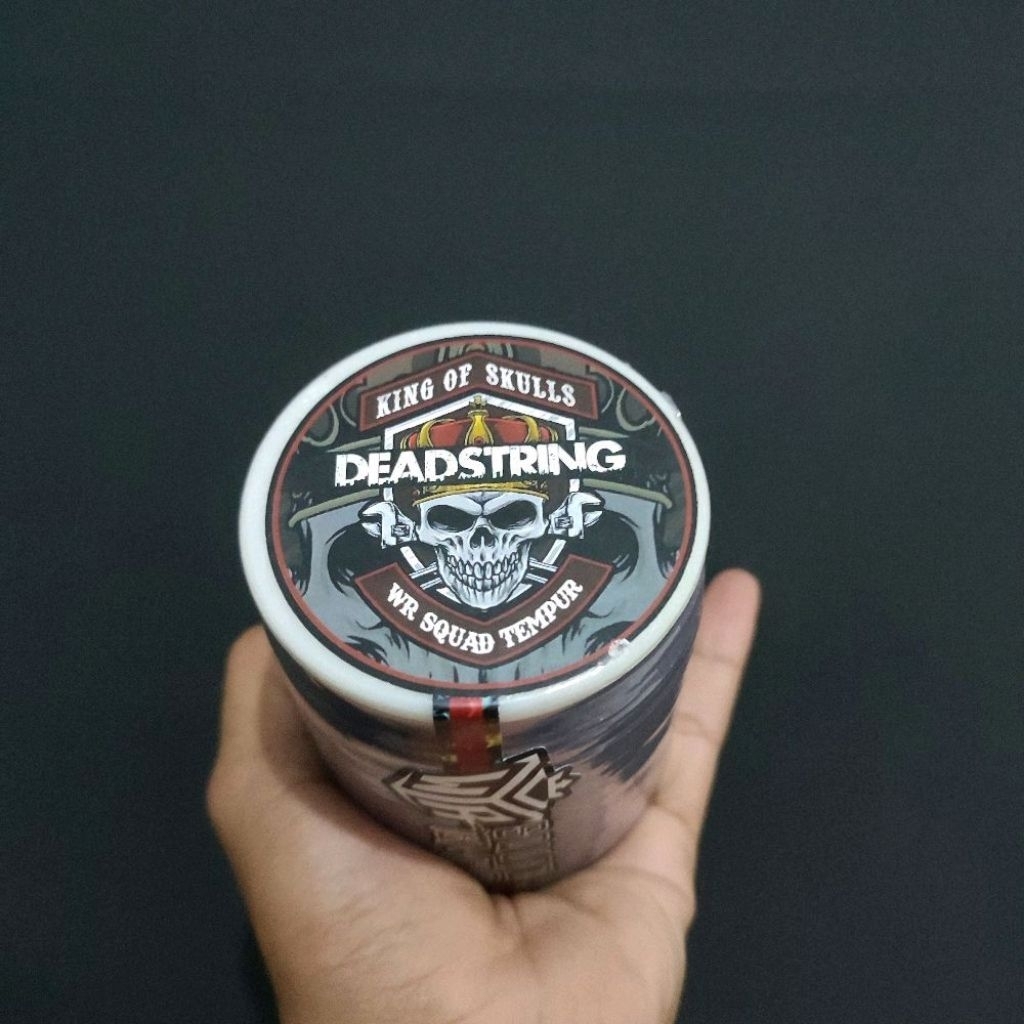 KING OF SKULLS
DEADSTRING
WR SQUAD TEMPUR